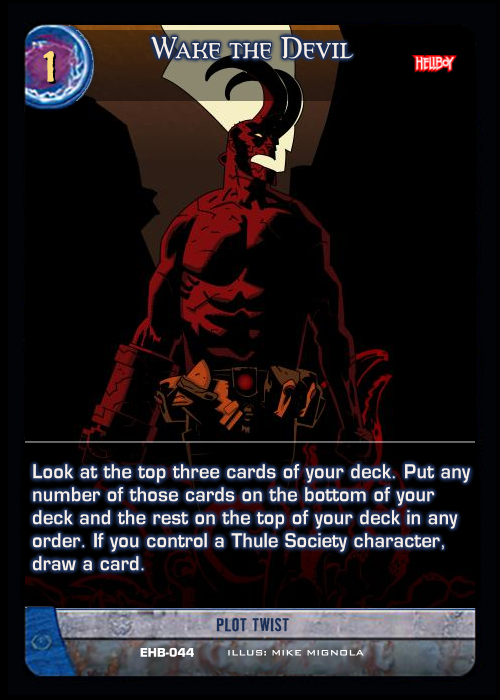 1
Wake the Devil
HELLBOY
Look at the top three cards of your deck. Put any
number of those cards on the bottom of your
deck and the rest on the top of your deck in any
order. If you control a Thule Society character,
draw a card.
PLOT TWIST
EHB-044 ILLUS: MIKE MIGNOLA